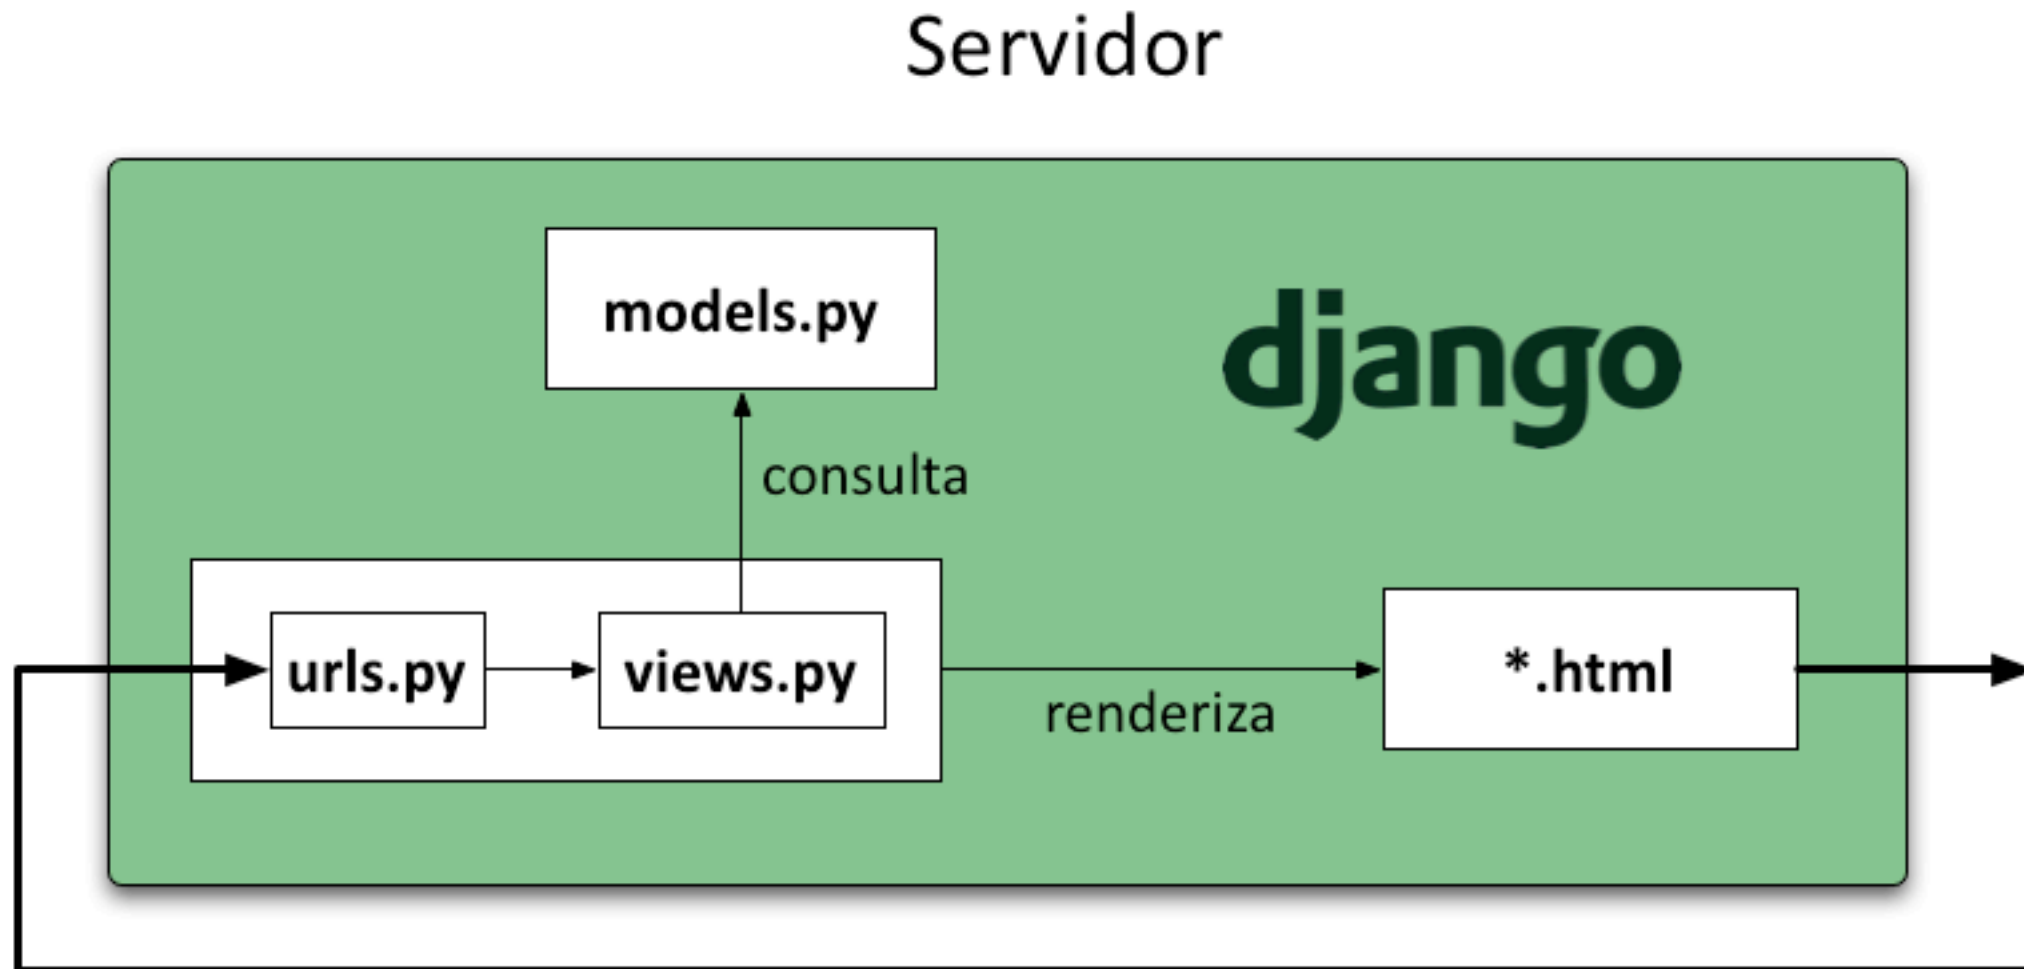 Servidor
models.py
django
consulta
urls.py
views.py
*.html
renderiza